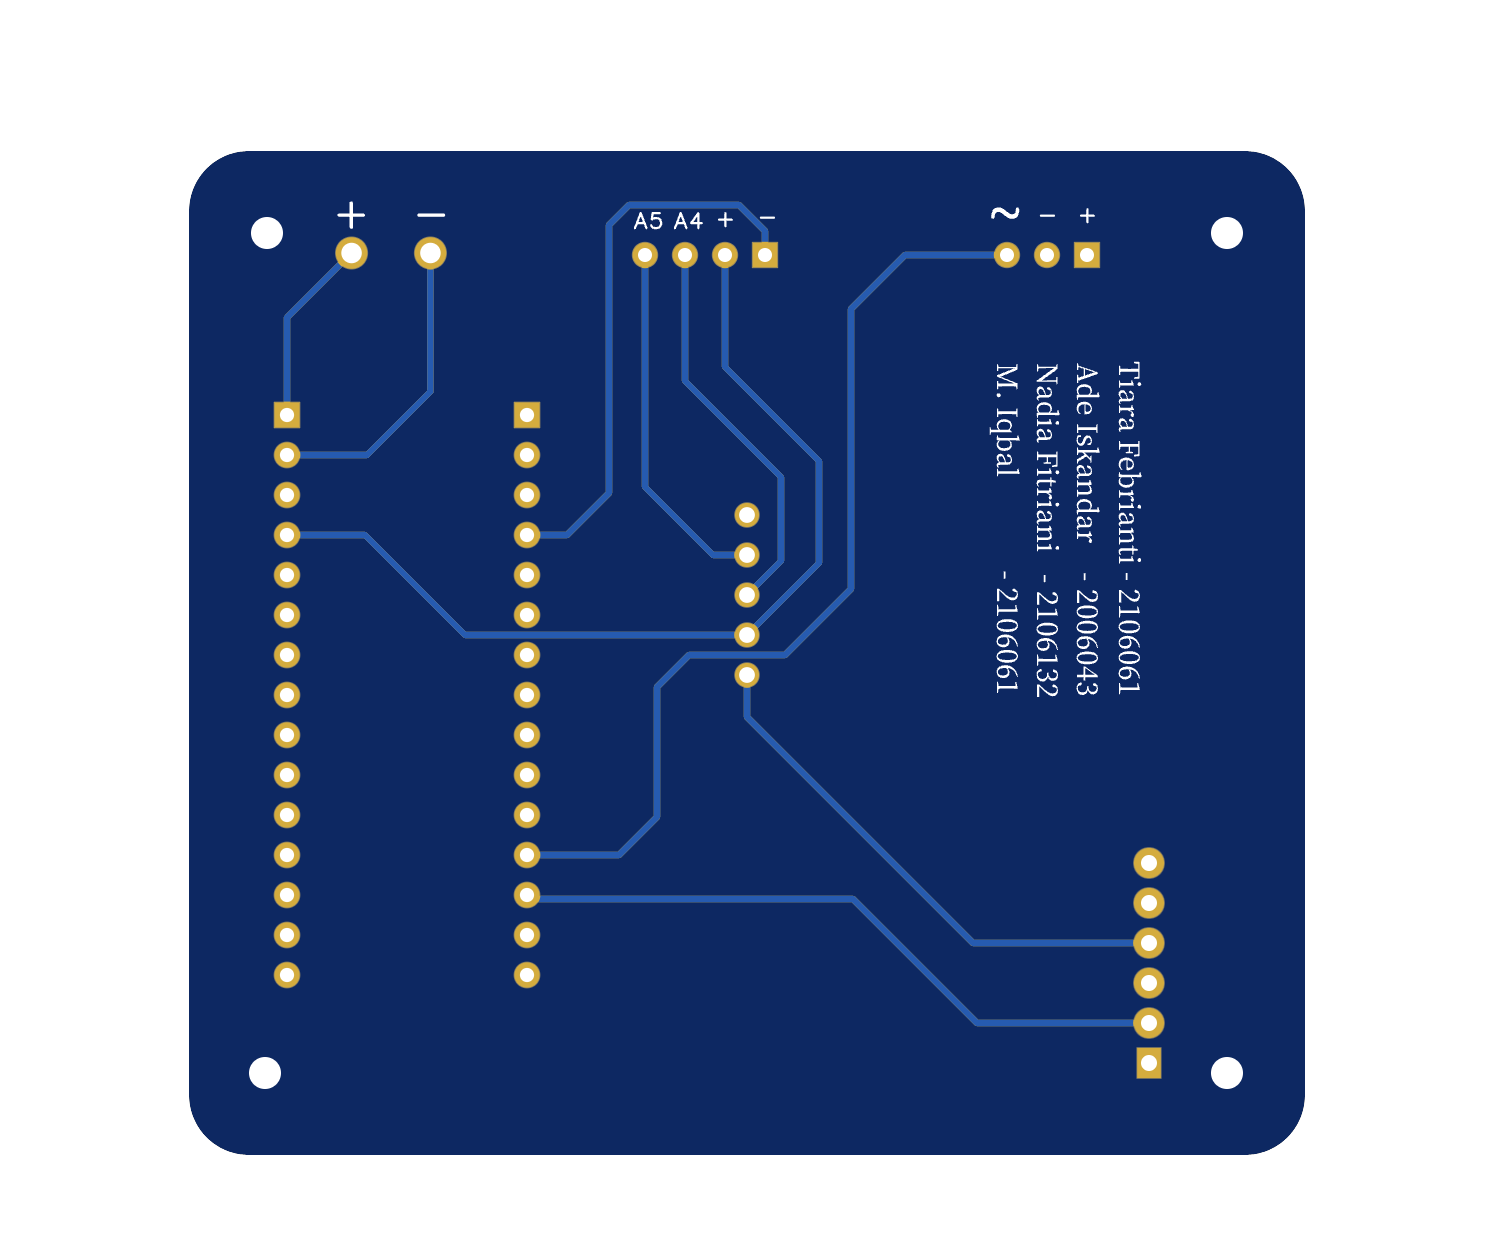 + −
A5 A4 + −
~ − +
Tiara Febrianti - 2106061
Ade Iskandar - 2006043
Nadia Fitriani - 2106132
M. Iqbal - 2106061